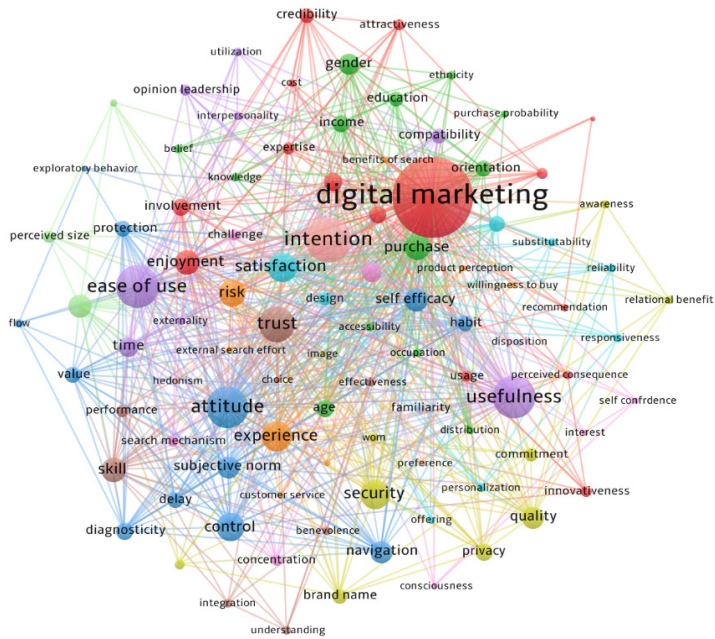 credibility
attractiveness
utilization
gender
ethnicity
cost
opinion leadership
education
interpersonality
income
purchase probability
compatibility
belief
expertise
benefits of search
orientation
exploratory behavior
knowledge
digital marketing
involvement
awareness
protection
perceived size
challenge
intention
purchase
substitutability
enjoyment
satisfaction
product perception
reliability
ease of use
risk
willingness to buy
design
self efficacy
relational benefit
recommendation
externality
flow
trust
accessibility
habit
responsiveness
time
disposition
external search effort
image
occupation
value
hedonism
choice
effectiveness
usage
perceived consequence
usefulness
self confrdence
performance
attitude
age
familiarity
search mechanism
experience
wom
distribution
interest
commitment
skill
subjective norm
preference
personalization
innovativeness
delay
customer service
security
offering
quality
diagnosticity
control
benevolence
navigation
privacy
concentration
consciousness
brand name
integration
understanding